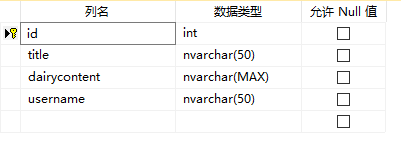 列名 数据类型 允许 Null 值
id int
title nvarchar(50)
dairycontent nvarchar(MAX)
username nvarchar(50)